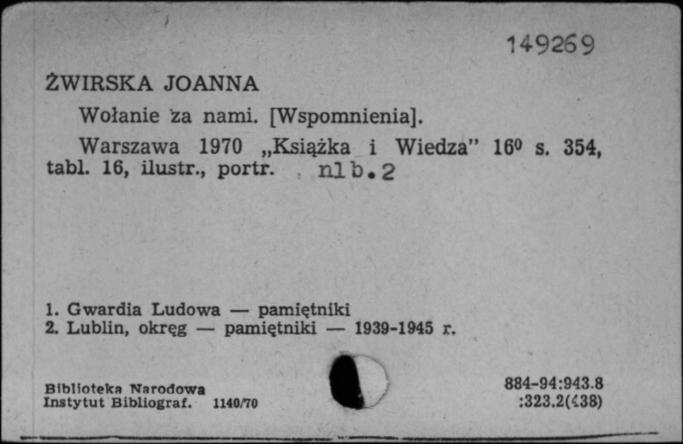 149269
ŻWIRSKA JOANNA
Wołanie za nami. [Wspomnienia].
Warszawa 1970 „Książka i Wiedza” 16⁰ s. 354,
tabl. 16, ilustr., portr. nlb.2
1. Gwardia Ludowa — pamiętniki
2. Lublin, okręg — pamiętniki — 1939-1945 r.
Biblioteka Narodowa
Instytut Bibliograf. 1140/70
884-94:943.8
:323.2(438)